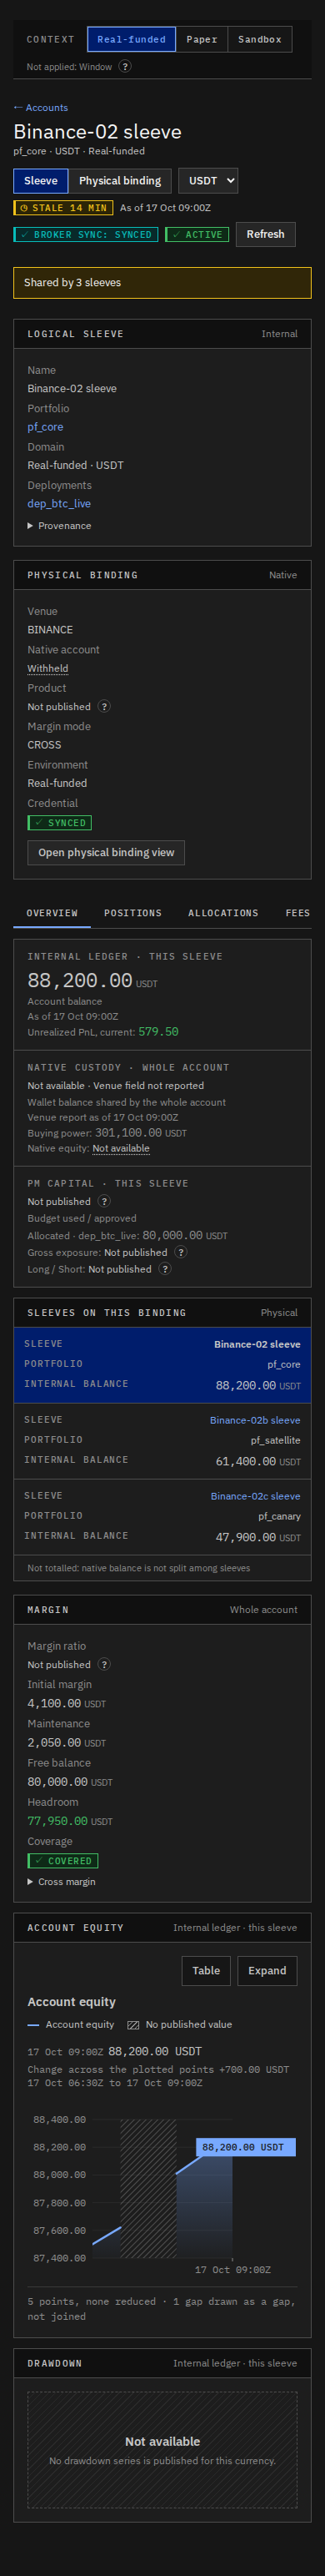 CONTEXT Real-funded Paper Sandbox
Not applied: Window ?
← Accounts
Binance-02 sleeve
pf_core · USDT · Real-funded
Sleeve Physical binding USDT
STALE 14 MIN As of 17 Oct 09:00Z
✓ BROKER SYNC: SYNCED ✓ ACTIVE Refresh
Shared by 3 sleeves
LOGICAL SLEEVE Internal
Name
Binance-02 sleeve
Portfolio
pf_core
Domain
Real-funded · USDT
Deployments
dep_btc_live
▶ Provenance
PHYSICAL BINDING Native
Venue
BINANCE
Native account
Withheld
Product
Not published ?
Margin mode
CROSS
Environment
Real-funded
Credential
✓ SYNCED
Open physical binding view
OVERVIEW POSITIONS ALLOCATIONS FEES
INTERNAL LEDGER · THIS SLEEVE
88,200.00 USDT
Account balance
As of 17 Oct 09:00Z
Unrealized PnL, current: 579.50
NATIVE CUSTODY · WHOLE ACCOUNT
Not available · Venue field not reported
Wallet balance shared by the whole account
Venue report as of 17 Oct 09:00Z
Buying power: 301,100.00 USDT
Native equity: Not available
PM CAPITAL · THIS SLEEVE
Not published ?
Budget used / approved
Allocated · dep_btc_live: 80,000.00 USDT
Gross exposure: Not published ?
Long / Short: Not published ?
SLEEVES ON THIS BINDING Physical
SLEEVE Binance-02 sleeve
PORTFOLIO pf_core
INTERNAL BALANCE 88,200.00 USDT
SLEEVE Binance-02b sleeve
PORTFOLIO pf_satellite
INTERNAL BALANCE 61,400.00 USDT
SLEEVE Binance-02c sleeve
PORTFOLIO pf_canary
INTERNAL BALANCE 47,900.00 USDT
Not totalled: native balance is not split among sleeves
MARGIN Whole account
Margin ratio
Not published ?
Initial margin
4,100.00 USDT
Maintenance
2,050.00 USDT
Free balance
80,000.00 USDT
Headroom
77,950.00 USDT
Coverage
✓ COVERED
▶ Cross margin
ACCOUNT EQUITY Internal ledger · this sleeve
Table Expand
Account equity
Account equity No published value
17 Oct 09:00Z 88,200.00 USDT
Change across the plotted points +700.00 USDT
17 Oct 06:30Z to 17 Oct 09:00Z
88,400.00
88,200.00 88,200.00 USDT
88,000.00
87,800.00
87,600.00
87,400.00
17 Oct 09:00Z
5 points, none reduced · 1 gap drawn as a gap,
not joined
DRAWDOWN Internal ledger · this sleeve
Not available
No drawdown series is published for this currency.